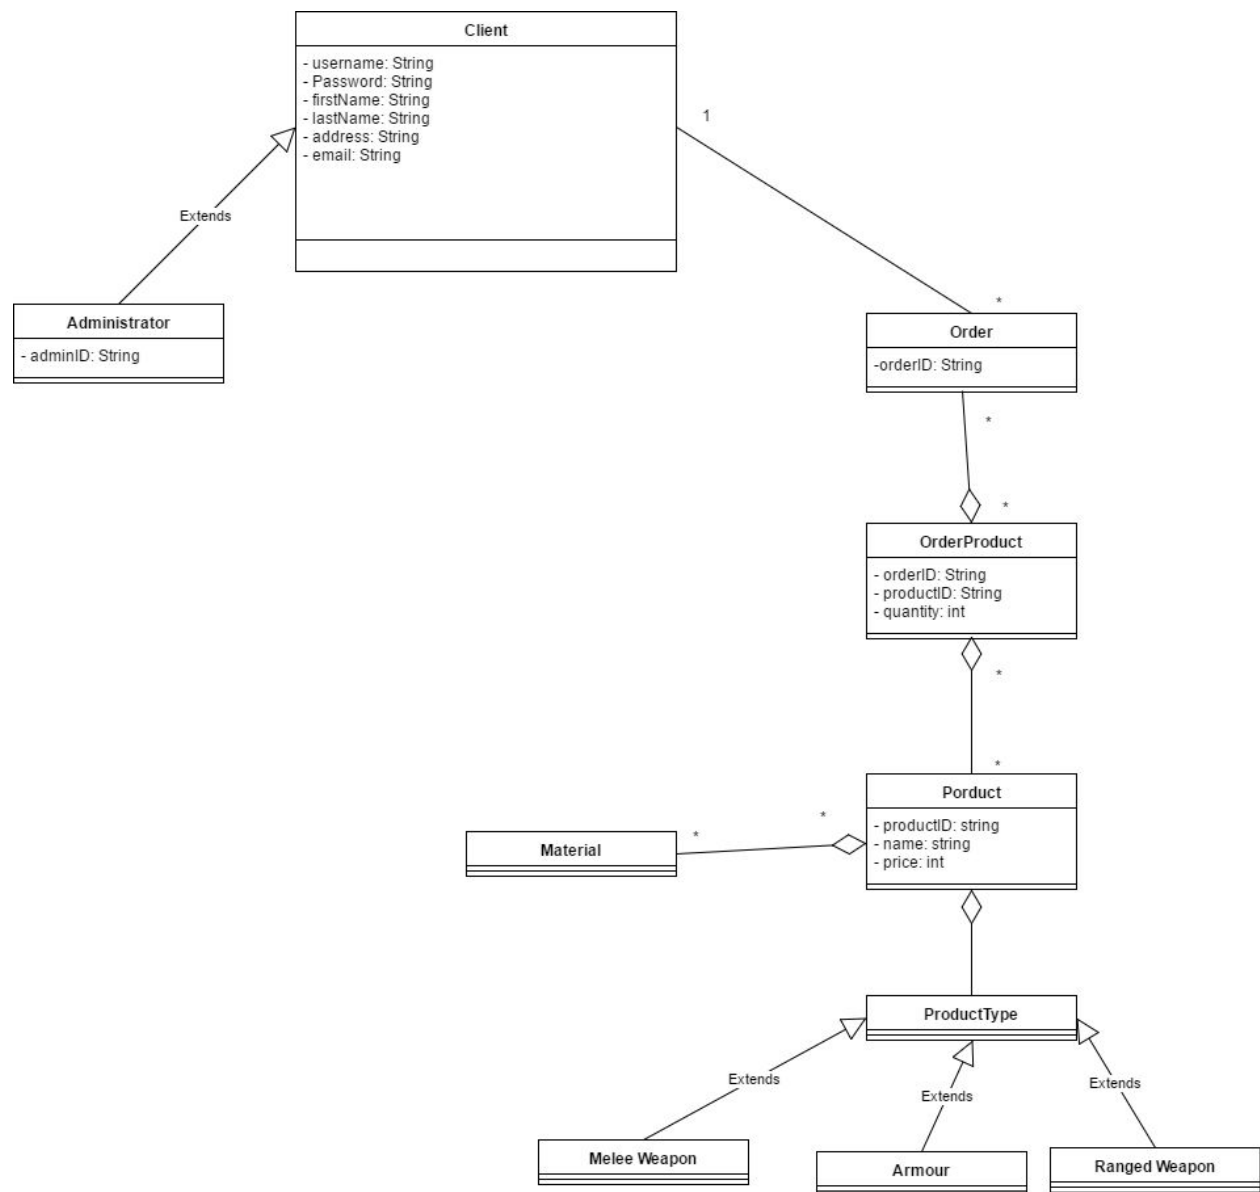 Client
- username: String
- Password: String
- firstName: String
- lastName: String
- address: String
- email: String
1
Extends
*
Administrator
- adminID: String
Order
-orderID: String
*
*
OrderProduct
- orderID: String
- productID: String
- quantity: int
*
*
Porduct
- productID: string
- name: string
- price: int
*
*
Material
ProductType
Extends
Extends
Extends
Melee Weapon
Armour
Ranged Weapon